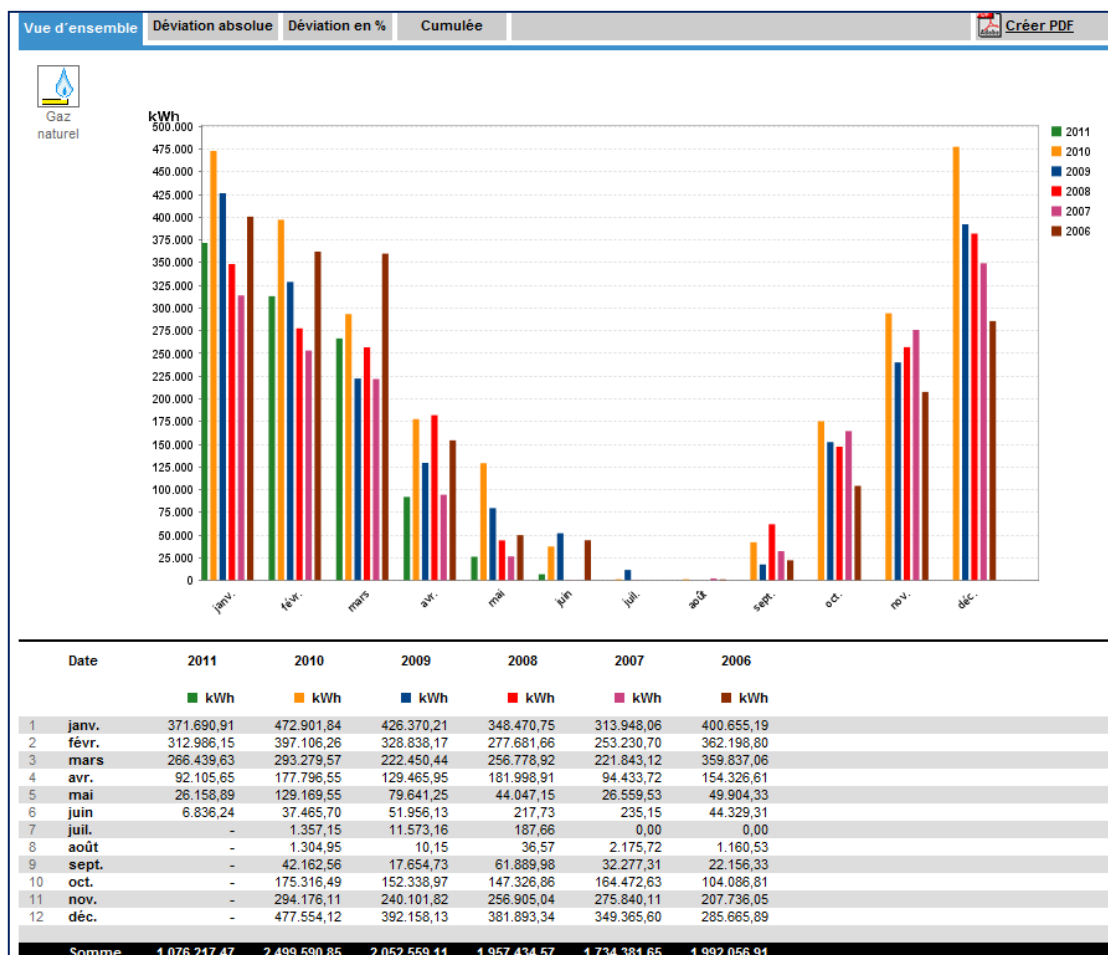 Vue d´ensemble Déviation absolue Déviation en % Cumulée Créer PDF
Adobe
Gaz
naturel
kWh
500.000
475.000
450.000
425.000
400.000
375.000
350.000
325.000
300.000
275.000
250.000
225.000
200.000
175.000
150.000
125.000
100.000
75.000
50.000
25.000
0
2011
2010
2009
2008
2007
2006
janv. févr. mars avr. mai juin juil. août sept. oct. nov. déc.
Date 2011 2010 2009 2008 2007 2006
kWh kWh kWh kWh kWh kWh
1 janv. 371.690,91 472.901,84 426.370,21 348.470,75 313.948,06 400.655,19
2 févr. 312.986,15 397.106,26 328.838,17 277.681,66 253.230,70 362.198,80
3 mars 266.439,63 293.279,57 222.450,44 256.778,92 221.843,12 359.837,06
4 avr. 92.105,65 177.796,55 129.465,95 181.998,91 94.433,72 154.326,61
5 mai 26.158,89 129.169,55 79.641,25 44.047,15 26.559,53 49.904,33
6 juin 6.836,24 37.465,70 51.956,13 217,73 235,15 44.329,31
7 juil. - 1.357,15 11.573,16 187,66 0,00 0,00
8 août - 1.304,95 10,15 36,57 2.175,72 1.160,53
9 sept. - 42.162,56 17.654,73 61.889,98 32.277,31 22.156,33
10 oct. - 175.316,49 152.338,97 147.326,86 164.472,63 104.086,81
11 nov. - 294.176,11 240.101,82 256.905,04 275.840,11 207.736,05
12 déc. - 477.554,12 392.158,13 381.893,34 349.365,60 285.665,89
Somme 1.076.217,47 2.499.590,85 2.052.559,11 1.957.434,57 1.734.381,65 1.992.056,91